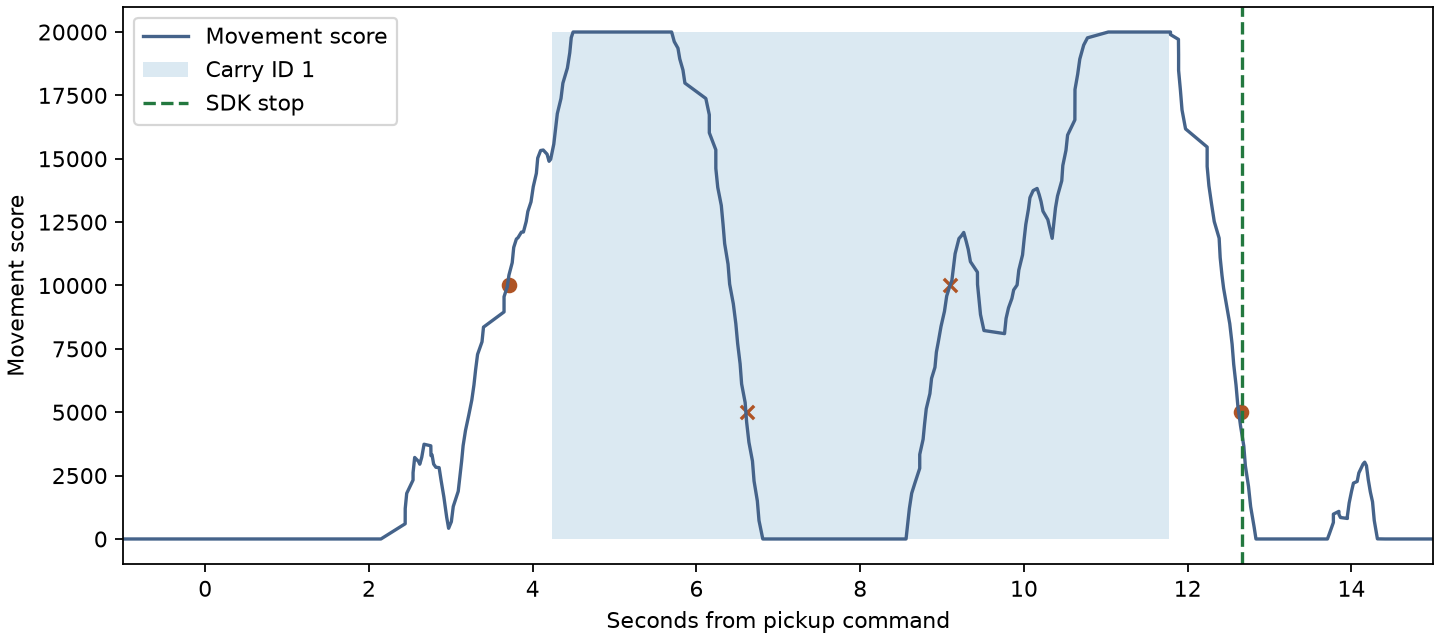 20000
17500
15000
12500
10000
7500
5000
2500
0
Movement score
Movement score
Carry ID 1
SDK stop
0 2 4 6 8 10 12 14
Seconds from pickup command